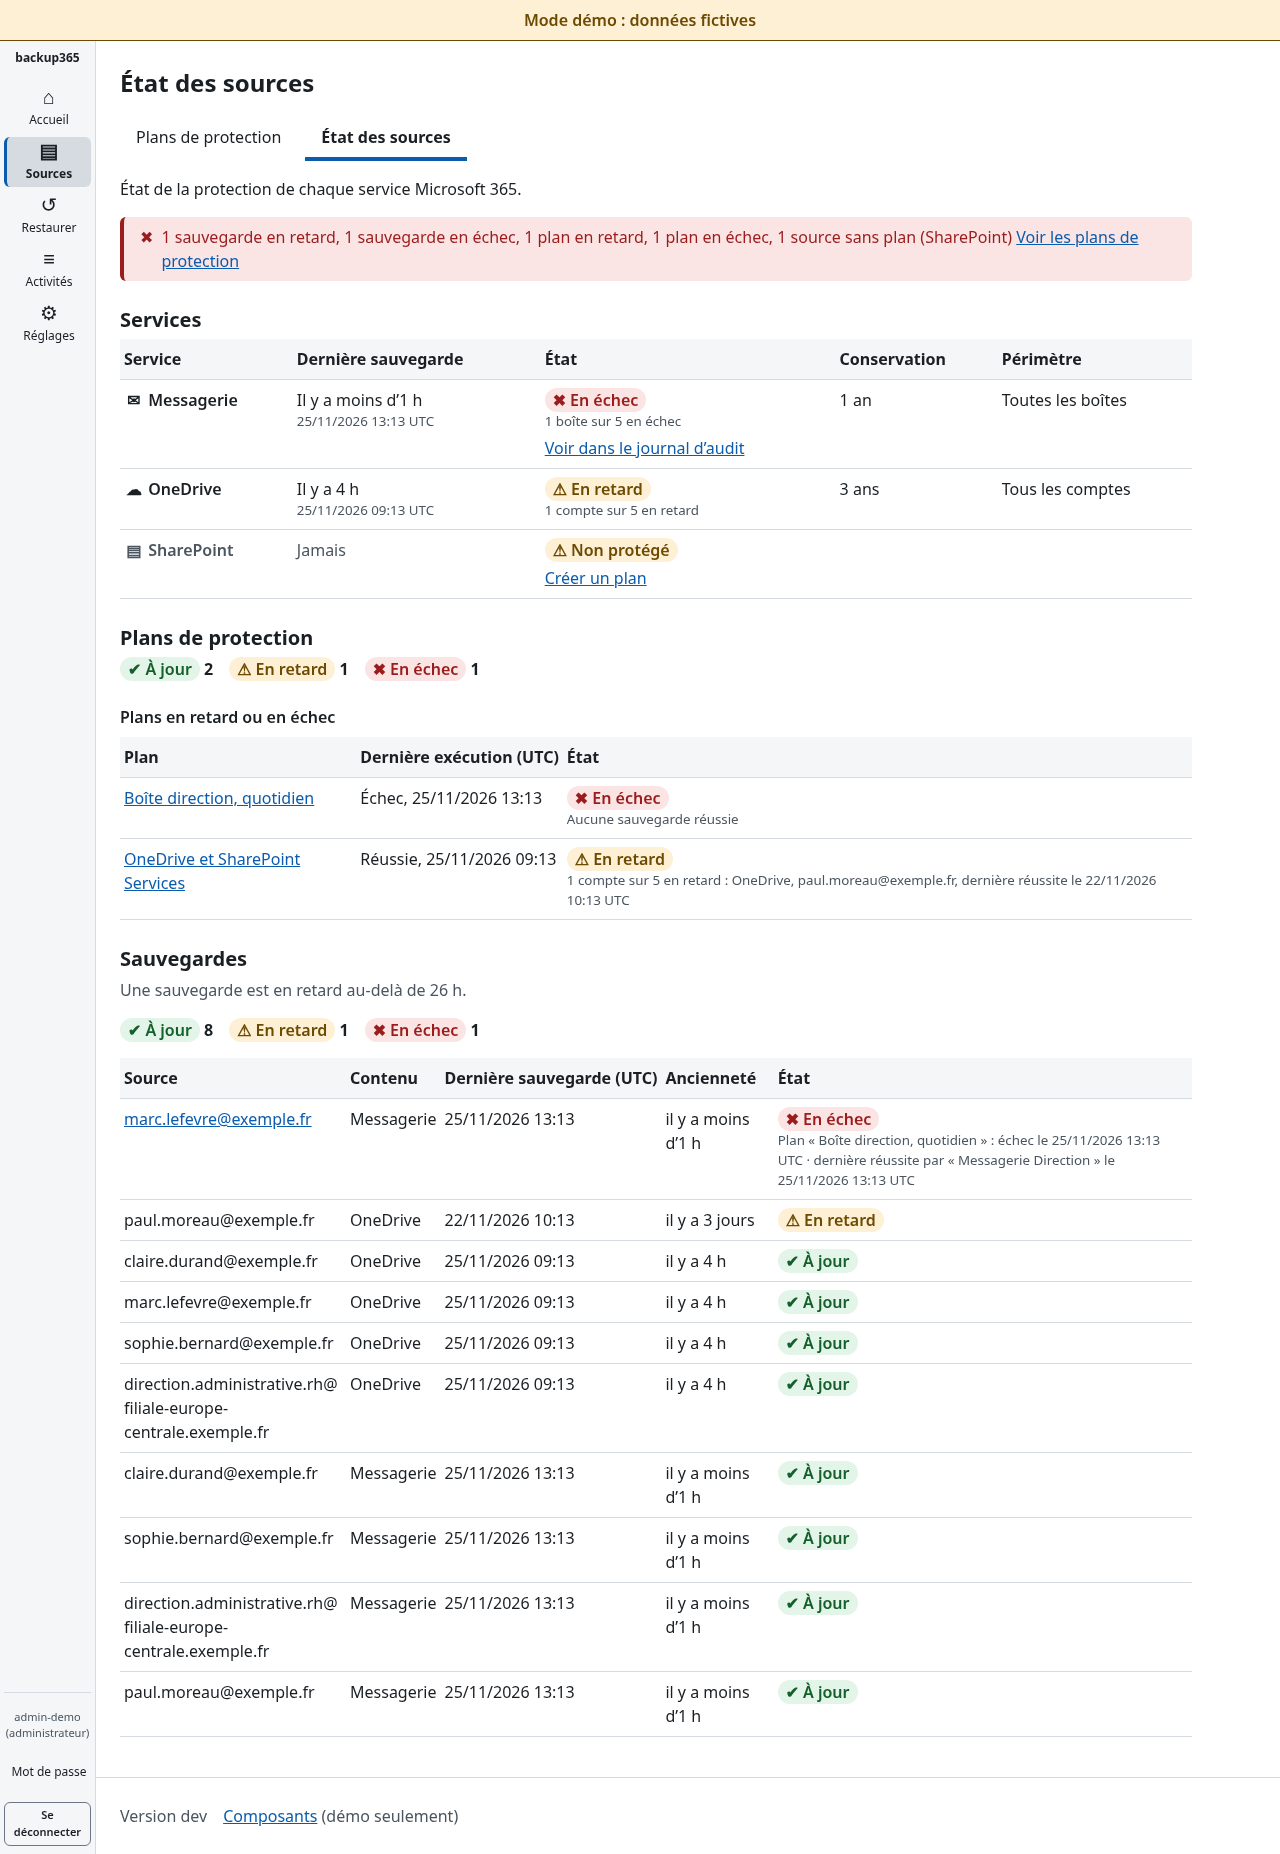 Mode démo : données fictives
backup365
Accueil
Sources
Restaurer
Activités
Réglages
admin-demo
(administrateur)
Mot de passe
Se
déconnecter
État des sources
Plans de protection État des sources
État de la protection de chaque service Microsoft 365.
✖ 1 sauvegarde en retard, 1 sauvegarde en échec, 1 plan en retard, 1 plan en échec, 1 source sans plan (SharePoint) Voir les plans de
protection
Services
Service Dernière sauvegarde État Conservation Périmètre
✉ Messagerie Il y a moins d’1 h ✖ En échec 1 an Toutes les boîtes
25/11/2026 13:13 UTC 1 boîte sur 5 en échec
Voir dans le journal d’audit
☁ OneDrive Il y a 4 h ⚠ En retard 3 ans Tous les comptes
25/11/2026 09:13 UTC 1 compte sur 5 en retard
▤ SharePoint Jamais ⚠ Non protégé
Créer un plan
Plans de protection
✔ À jour 2 ⚠ En retard 1 ✖ En échec 1
Plans en retard ou en échec
Plan Dernière exécution (UTC) État
Boîte direction, quotidien Échec, 25/11/2026 13:13 ✖ En échec
Aucune sauvegarde réussie
OneDrive et SharePoint Réussie, 25/11/2026 09:13 ⚠ En retard
Services 1 compte sur 5 en retard : OneDrive, paul.moreau@exemple.fr, dernière réussite le 22/11/2026
10:13 UTC
Sauvegardes
Une sauvegarde est en retard au-delà de 26 h.
✔ À jour 8 ⚠ En retard 1 ✖ En échec 1
Source Contenu Dernière sauvegarde (UTC) Ancienneté État
marc.lefevre@exemple.fr Messagerie 25/11/2026 13:13 il y a moins ✖ En échec
d’1 h Plan « Boîte direction, quotidien » : échec le 25/11/2026 13:13
UTC · dernière réussite par « Messagerie Direction » le
25/11/2026 13:13 UTC
paul.moreau@exemple.fr OneDrive 22/11/2026 10:13 il y a 3 jours ⚠ En retard
claire.durand@exemple.fr OneDrive 25/11/2026 09:13 il y a 4 h ✔ À jour
marc.lefevre@exemple.fr OneDrive 25/11/2026 09:13 il y a 4 h ✔ À jour
sophie.bernard@exemple.fr OneDrive 25/11/2026 09:13 il y a 4 h ✔ À jour
direction.administrative.rh@ OneDrive 25/11/2026 09:13 il y a 4 h ✔ À jour
filiale-europe-
centrale.exemple.fr
claire.durand@exemple.fr Messagerie 25/11/2026 13:13 il y a moins ✔ À jour
d’1 h
sophie.bernard@exemple.fr Messagerie 25/11/2026 13:13 il y a moins ✔ À jour
d’1 h
direction.administrative.rh@ Messagerie 25/11/2026 13:13 il y a moins ✔ À jour
filiale-europe- d’1 h
centrale.exemple.fr
paul.moreau@exemple.fr Messagerie 25/11/2026 13:13 il y a moins ✔ À jour
d’1 h
Version dev Composants (démo seulement)